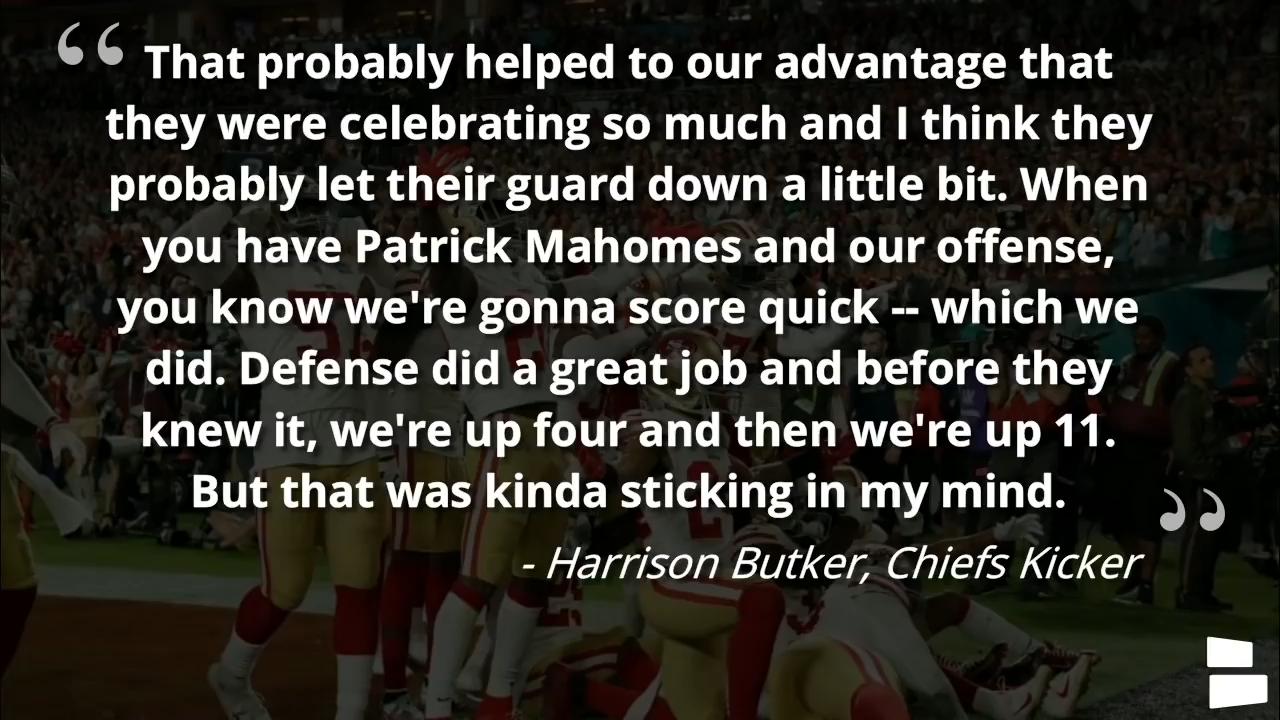 “ That probably helped to our advantage that
they were celebrating so much and I think they
probably let their guard down a little bit. When
you have Patrick Mahomes and our offense,
you know we're gonna score quick -- which we
did. Defense did a great job and before they
knew it, we're up four and then we're up 11.
But that was kinda sticking in my mind. ”
- Harrison Butker, Chiefs Kicker